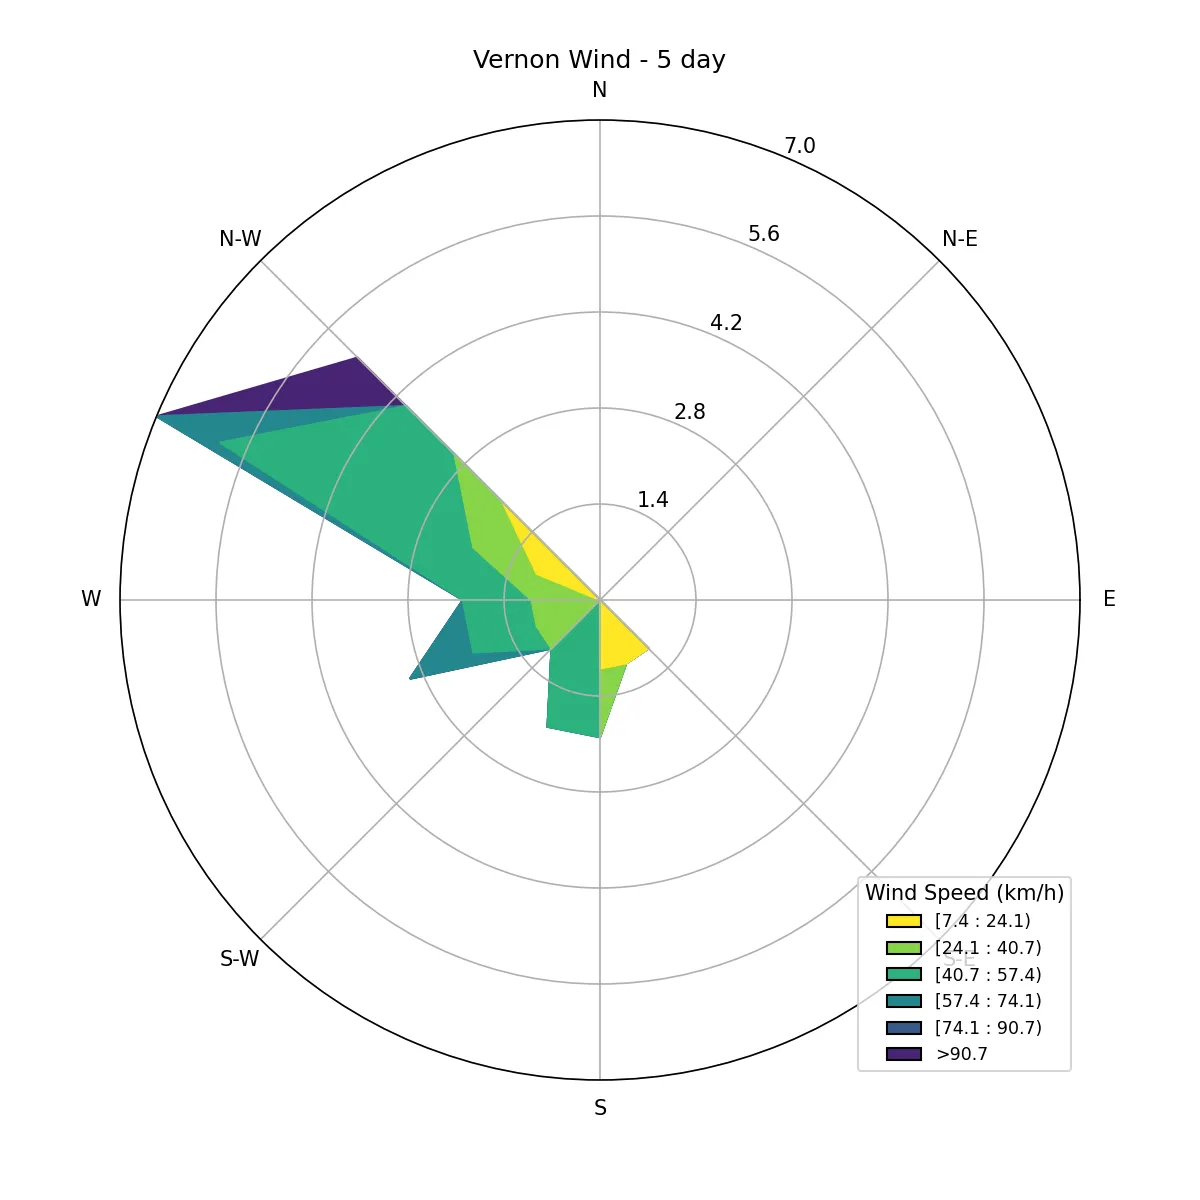 Vernon Wind - 5 day
N
7.0
N-W
5.6
N-E
4.2
2.8
1.4
W
E
Wind Speed (km/h)
[7.4 : 24.1)
[24.1 : 40.7)
S-W
S-E
[40.7 : 57.4)
[57.4 : 74.1)
[74.1 : 90.7)
>90.7
S